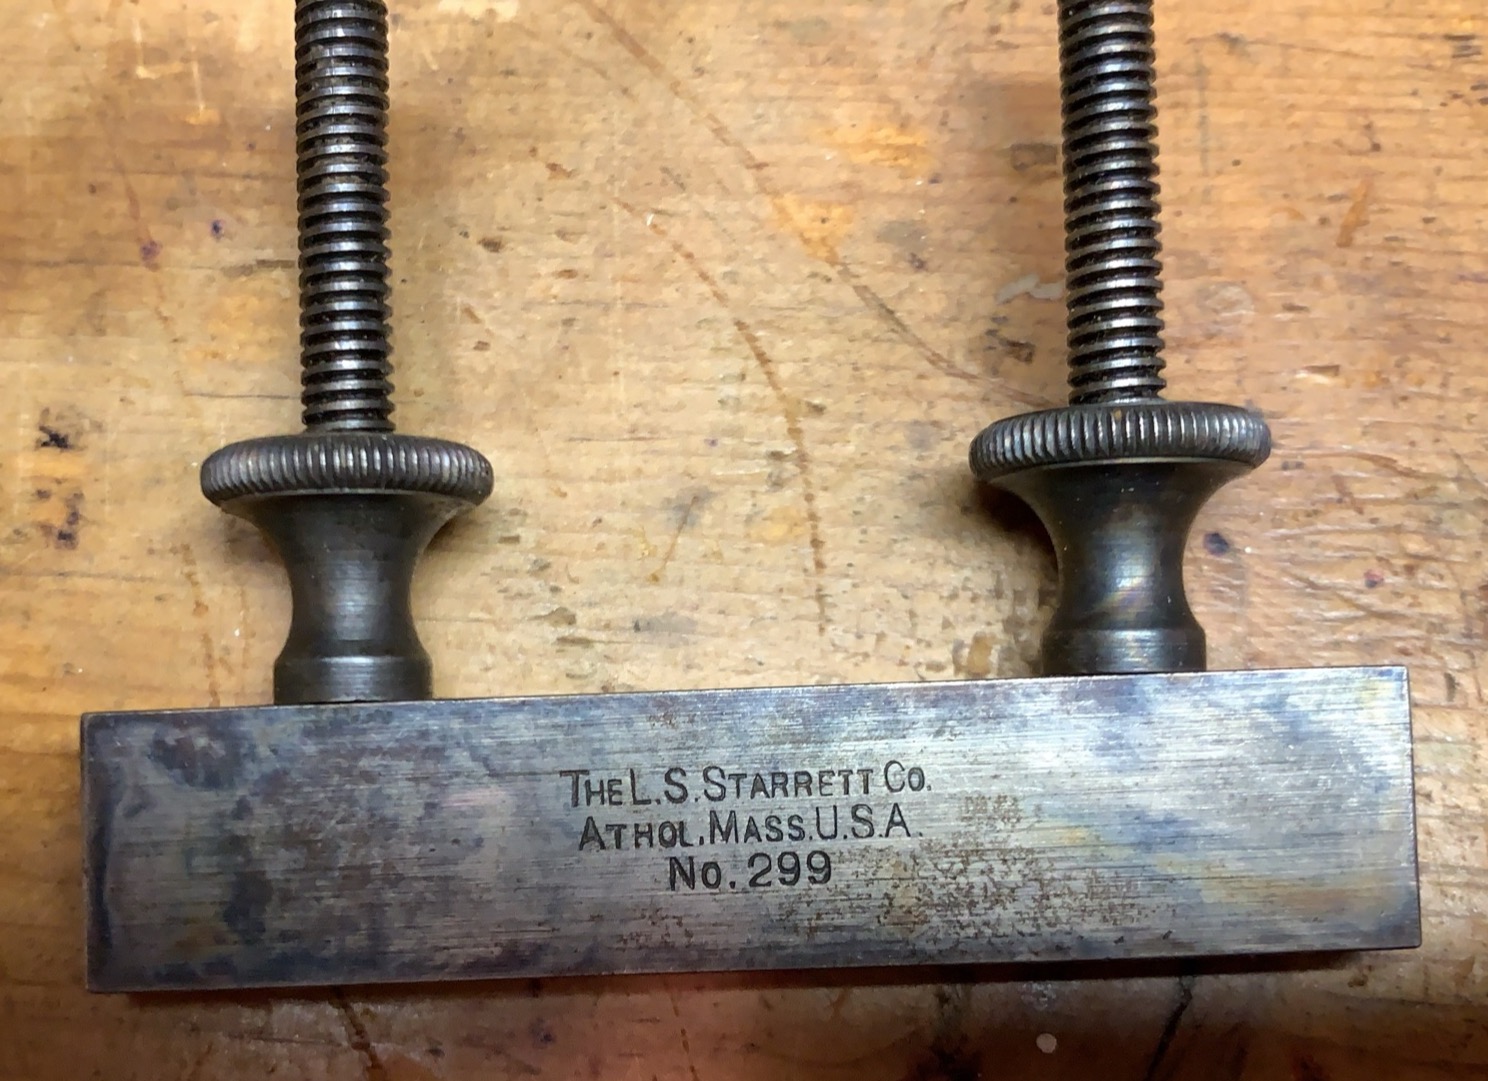 THE L.S. STARRETT CO.
ATHOL, MASS. U.S.A.
No. 299